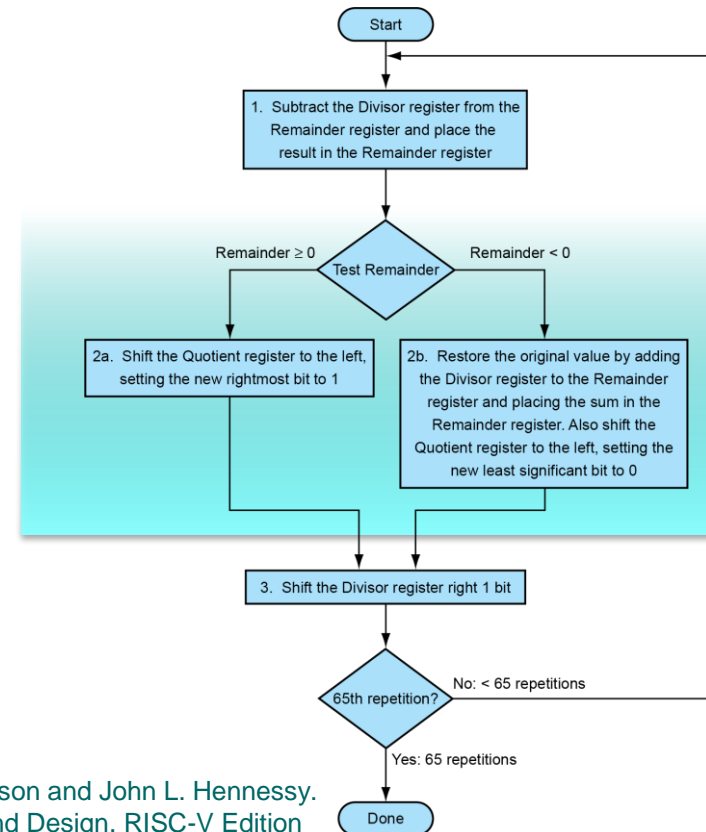 Start
1. Subtract the Divisor register from the
Remainder register and place the
result in the Remainder register
Remainder ≥ 0
Test Remainder
Remainder < 0
2a. Shift the Quotient register to the left,
setting the new rightmost bit to 1
2b. Restore the original value by adding
the Divisor register to the Remainder
register and placing the sum in the
Remainder register. Also shift the
Quotient register to the left, setting the
new least significant bit to 0
3. Shift the Divisor register right 1 bit
65th repetition?
No: < 65 repetitions
Yes: 65 repetitions
Done
son and John L. Hennessy.
nd Design, RISC-V Edition